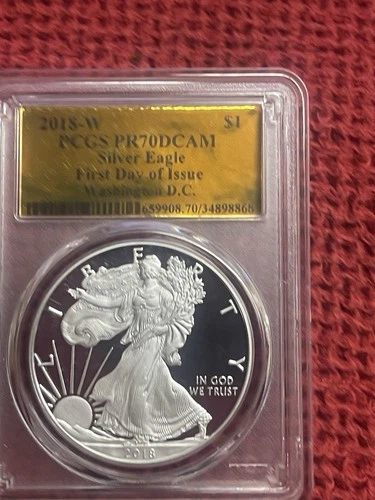 2018-W $1
PCGS PR70DCAM
Silver Eagle
First Day of Issue
Washington D.C.
659908.70/34898868
LIBERTY
IN GOD
WE TRUST
2018